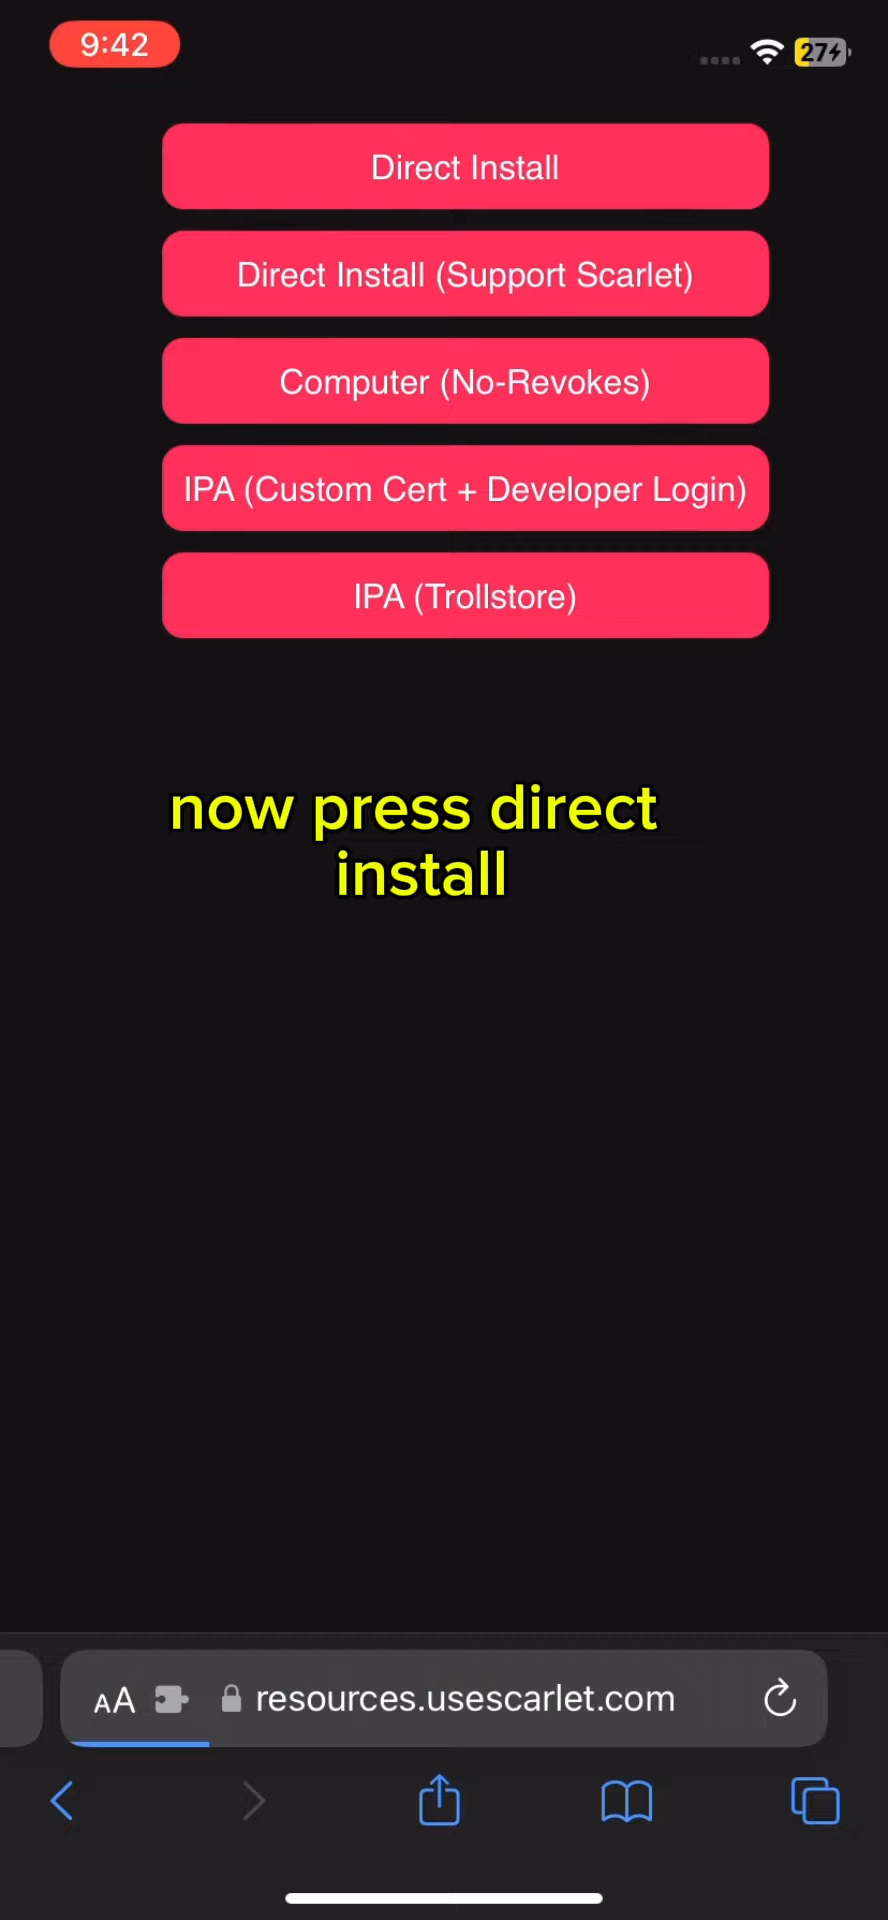 9:42
27
Direct Install
Direct Install (Support Scarlet)
Computer (No-Revokes)
IPA (Custom Cert + Developer Login)
IPA (Trollstore)
now press direct
install
AA resources.usescarlet.com